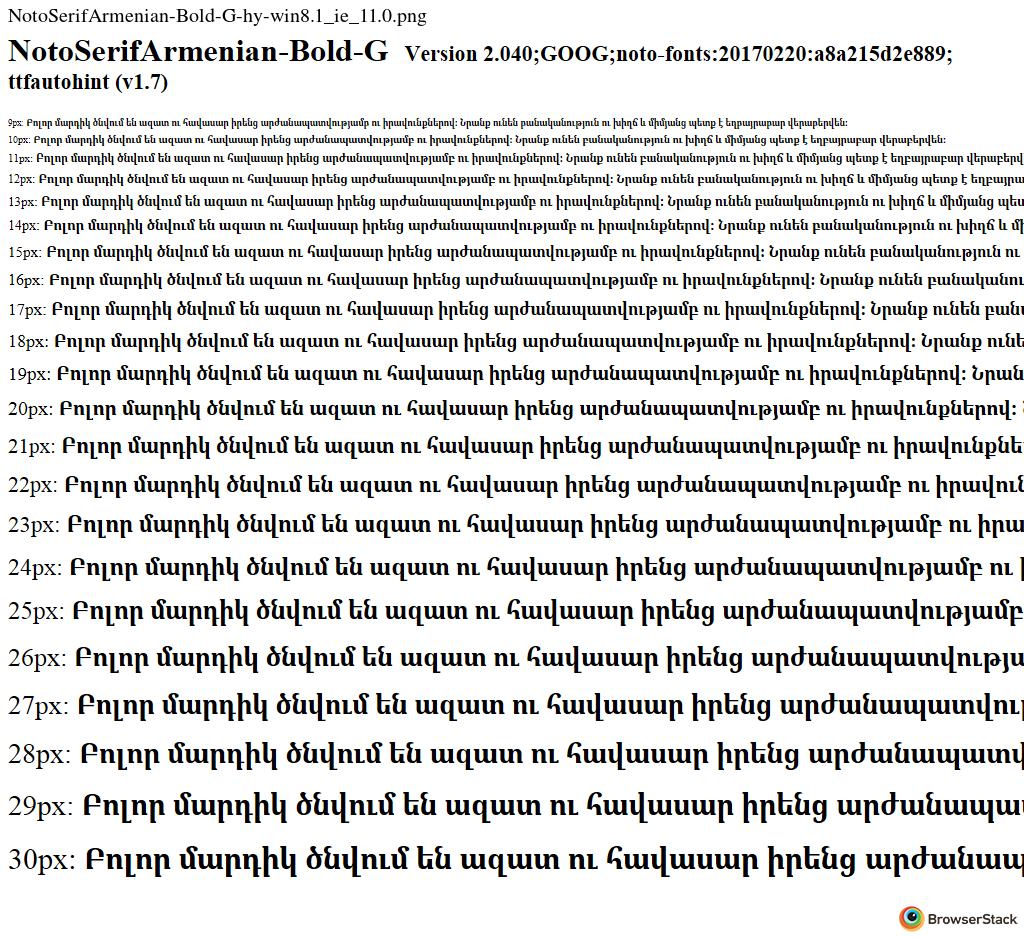 NotoSerifArmenian-Bold-G-hy-win8.1_ie_11.0.png
NotoSerifArmenian-Bold-G Version 2.040;GOOG;noto-fonts:20170220:a8a215d2e889;
ttfautohint (v1.7)
9px: Բոլոր մարդիկ ծնվում են ազատ ու հավասար իրենց արժանապատվությամբ ու իրավունքներով։ Նրանք ունեն բանականություն ու խիղճ և միմյանց պետք է եղբայրաբար վերաբերվեն։
10px: Բոլոր մարդիկ ծնվում են ազատ ու հավասար իրենց արժանապատվությամբ ու իրավունքներով։ Նրանք ունեն բանականություն ու խիղճ և միմյանց պետք է եղբայրաբար վերաբերվեն։
11px: Բոլոր մարդիկ ծնվում են ազատ ու հավասար իրենց արժանապատվությամբ ու իրավունքներով։ Նրանք ունեն բանականություն ու խիղճ և միմյանց պետք է եղբայրաբար վերաբերվ
12px: Բոլոր մարդիկ ծնվում են ազատ ու հավասար իրենց արժանապատվությամբ ու իրավունքներով։ Նրանք ունեն բանականություն ու խիղճ և միմյանց պետք է եղբայրա
13px: Բոլոր մարդիկ ծնվում են ազատ ու հավասար իրենց արժանապատվությամբ ու իրավունքներով։ Նրանք ունեն բանականություն ու խիղճ և միմյանց պետ
14px: Բոլոր մարդիկ ծնվում են ազատ ու հավասար իրենց արժանապատվությամբ ու իրավունքներով։ Նրանք ունեն բանականություն ու խիղճ և մի
15px: Բոլոր մարդիկ ծնվում են ազատ ու հավասար իրենց արժանապատվությամբ ու իրավունքներով։ Նրանք ունեն բանականություն ու
16px: Բոլոր մարդիկ ծնվում են ազատ ու հավասար իրենց արժանապատվությամբ ու իրավունքներով։ Նրանք ունեն բանականու
17px: Բոլոր մարդիկ ծնվում են ազատ ու հավասար իրենց արժանապատվությամբ ու իրավունքներով։ Նրանք ունեն բանա
18px: Բոլոր մարդիկ ծնվում են ազատ ու հավասար իրենց արժանապատվությամբ ու իրավունքներով։ Նրանք ունե
19px: Բոլոր մարդիկ ծնվում են ազատ ու հավասար իրենց արժանապատվությամբ ու իրավունքներով։ Նրան
20px: Բոլոր մարդիկ ծնվում են ազատ ու հավասար իրենց արժանապատվությամբ ու իրավունքներով։
21px: Բոլոր մարդիկ ծնվում են ազատ ու հավասար իրենց արժանապատվությամբ ու իրավունքնե
22px: Բոլոր մարդիկ ծնվում են ազատ ու հավասար իրենց արժանապատվությամբ ու իրավուն
23px: Բոլոր մարդիկ ծնվում են ազատ ու հավասար իրենց արժանապատվությամբ ու իրա
24px: Բոլոր մարդիկ ծնվում են ազատ ու հավասար իրենց արժանապատվությամբ ու
25px: Բոլոր մարդիկ ծնվում են ազատ ու հավասար իրենց արժանապատվությամբ
26px: Բոլոր մարդիկ ծնվում են ազատ ու հավասար իրենց արժանապատվությա
27px: Բոլոր մարդիկ ծնվում են ազատ ու հավասար իրենց արժանապատվու
28px: Բոլոր մարդիկ ծնվում են ազատ ու հավասար իրենց արժանապատվ
29px: Բոլոր մարդիկ ծնվում են ազատ ու հավասար իրենց արժանապա
30px: Բոլոր մարդիկ ծնվում են ազատ ու հավասար իրենց արժանապ
BrowserStack